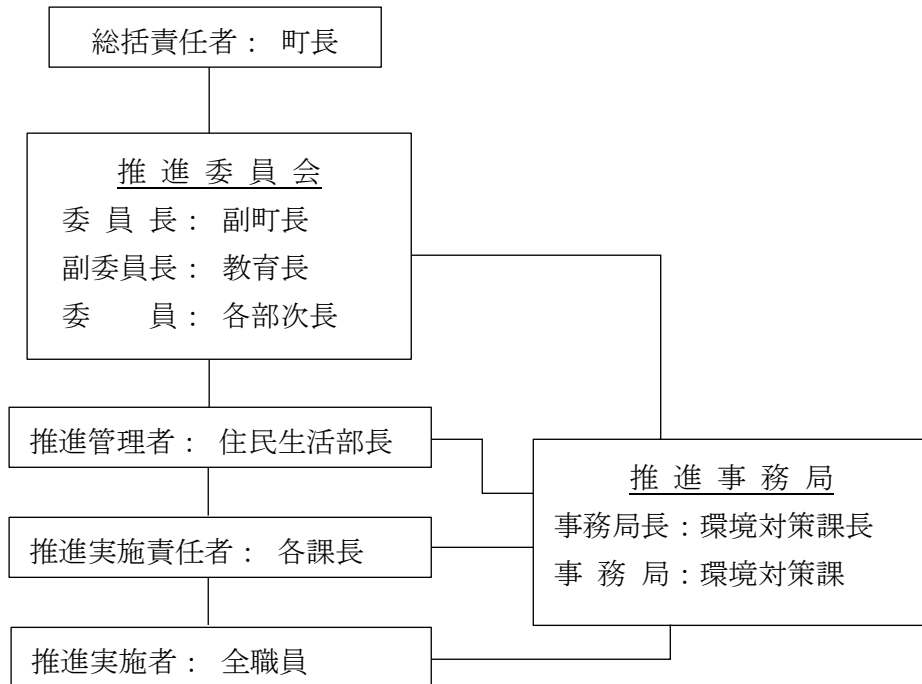 総括責任者： 町長
推 進 委 員 会
委 員 長： 副町長
副委員長： 教育長
委　　員： 各部次長
推進管理者： 住民生活部長
推進実施責任者： 各課長
推進実施者： 全職員
推 進 事 務 局
事務局長：環境対策課長
事 務 局：環境対策課